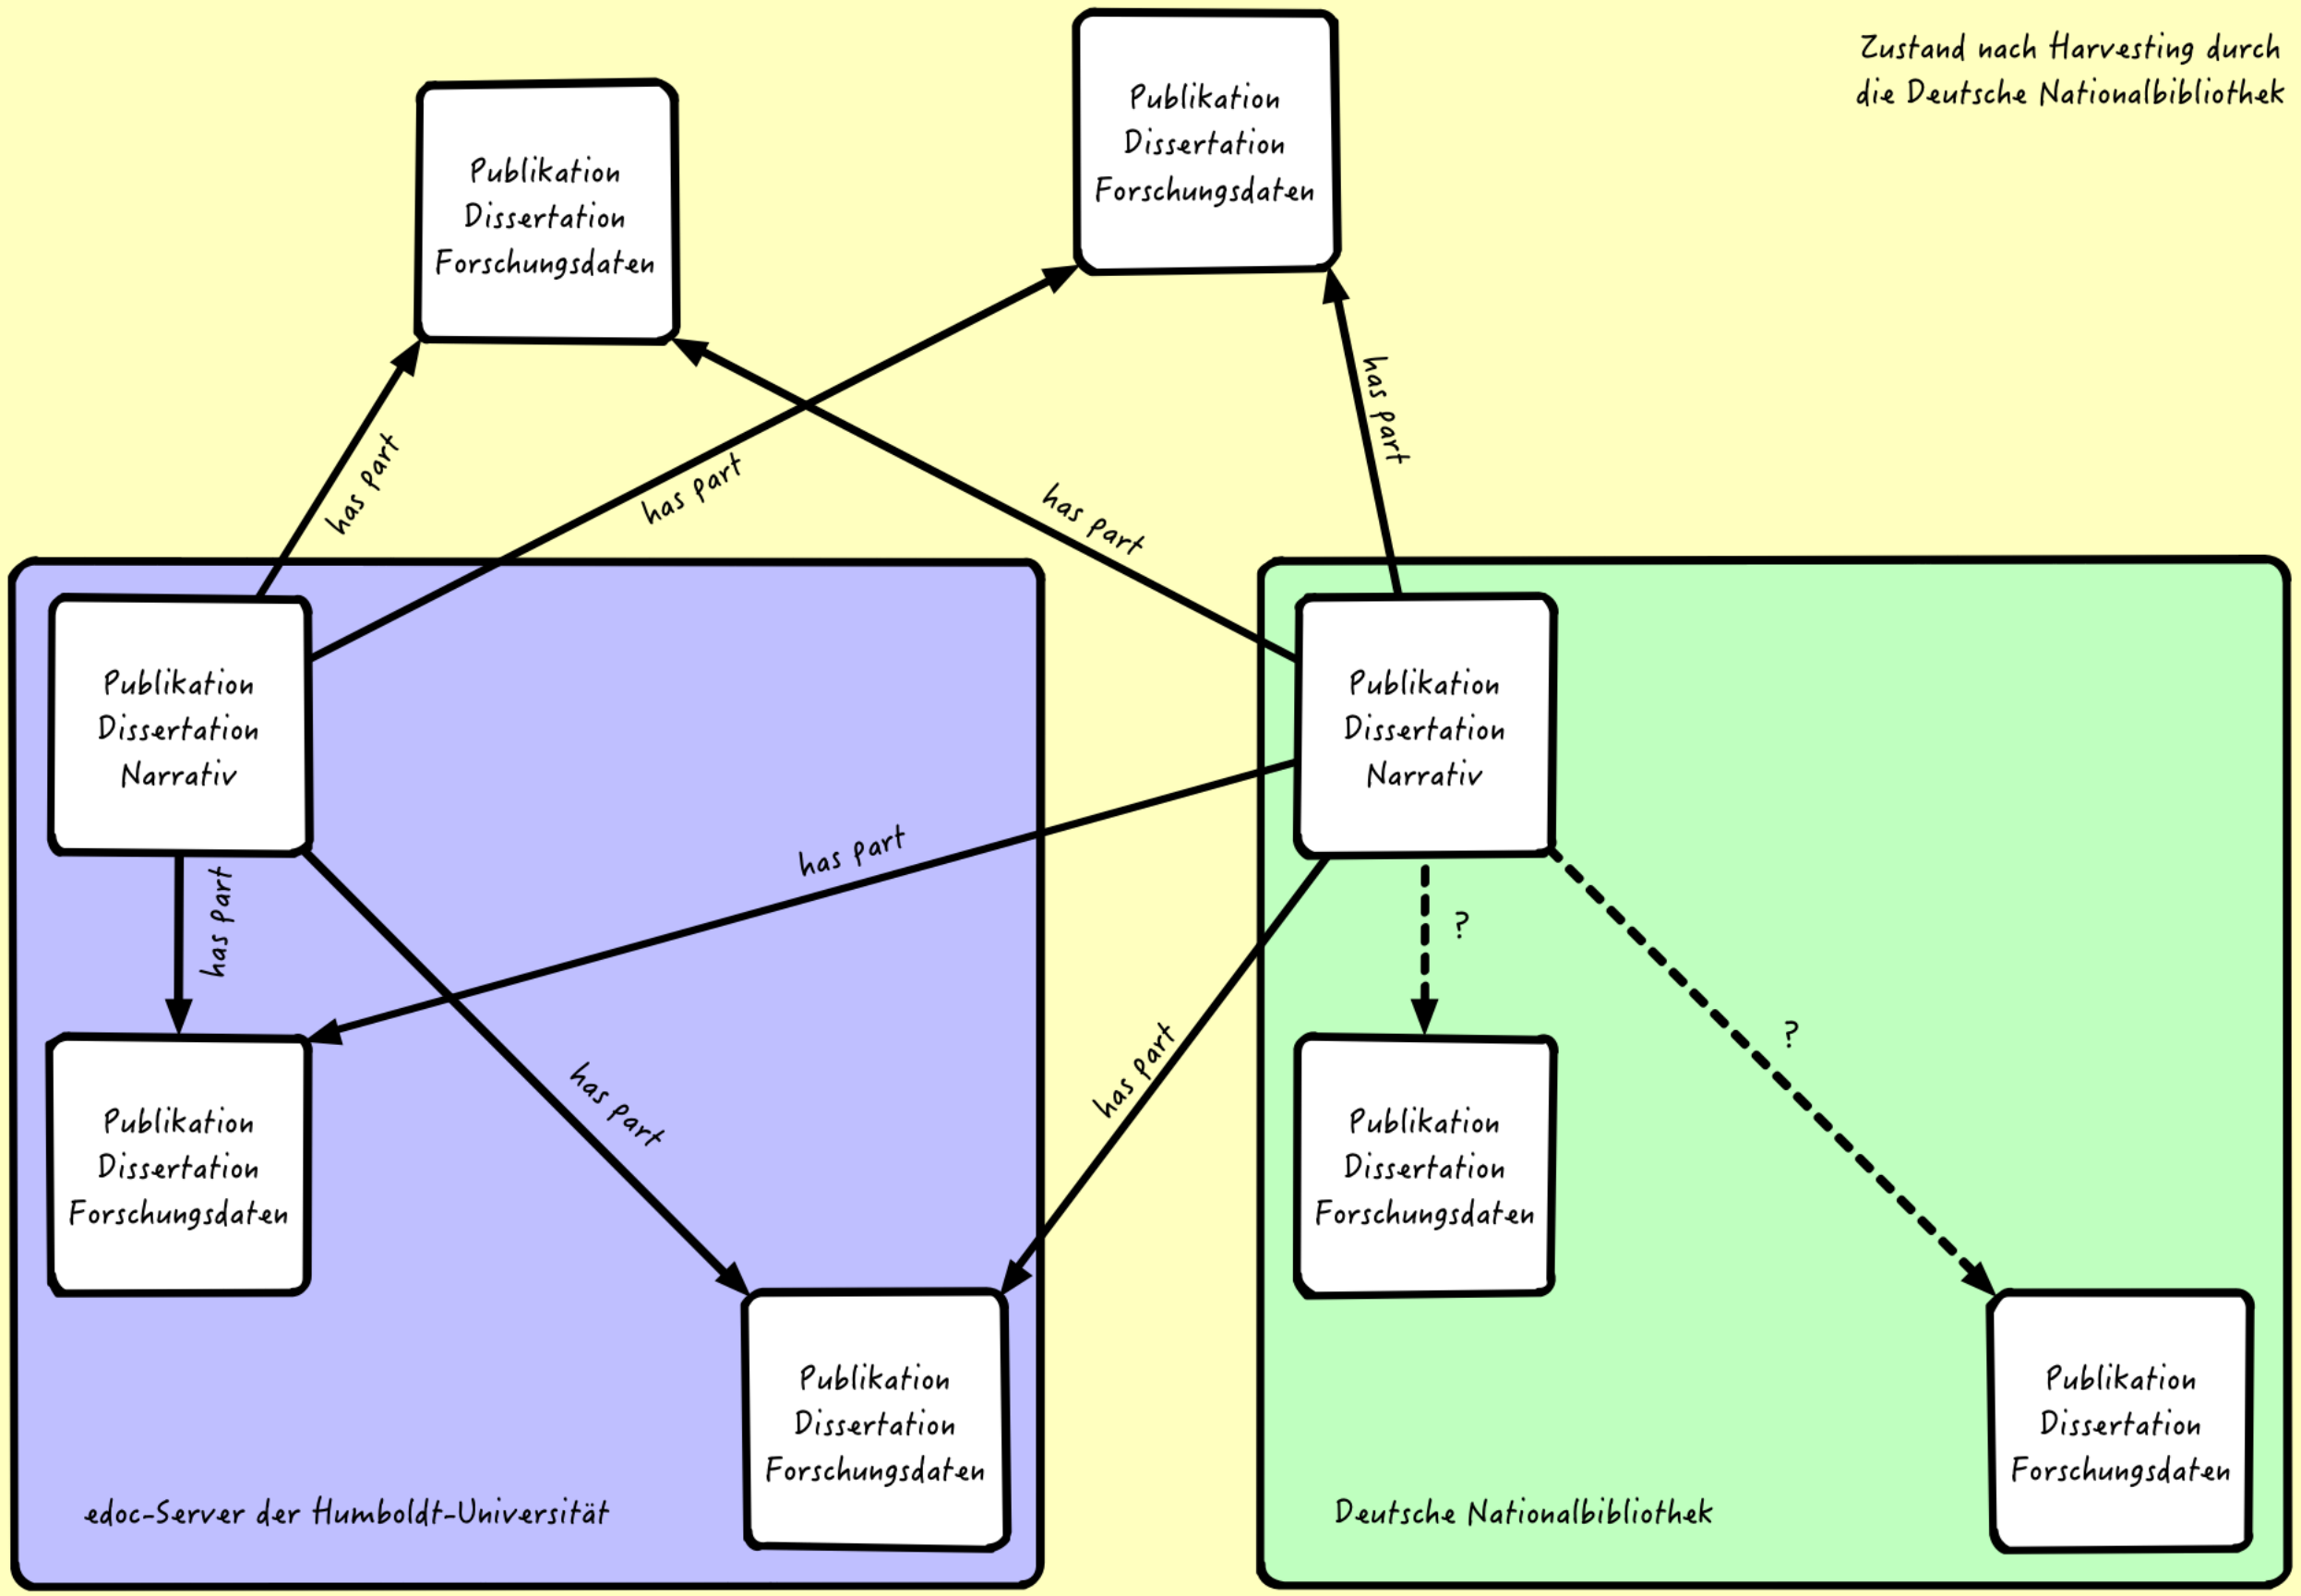 Zustand nach Harvesting durch
die Deutsche Nationalbibliothek
Publikation
Dissertation
Forschungsdaten
Publikation
Dissertation
Forschungsdaten
has part
has part
has part
has part
Publikation
Dissertation
Narrativ
Publikation
Dissertation
Narrativ
has part
has part
?
has part
has part
?
Publikation
Dissertation
Forschungsdaten
Publikation
Dissertation
Forschungsdaten
Publikation
Dissertation
Forschungsdaten
Publikation
Dissertation
Forschungsdaten
edoc-Server der Humboldt-Universität
Deutsche Nationalbibliothek